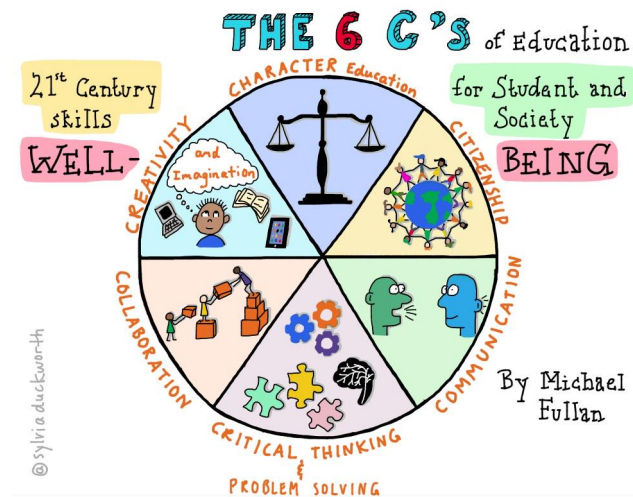 THE 6 C'S of Education
21st Century
skills
WELL-
for Student and
Society
BEING
CHARACTER Education
CITIZENSHIP
COMMUNICATION
CRITICAL THINKING
&
PROBLEM SOLVING
COLLABORATION
CREATIVITY
and
Imagination
By Michael
Fullan
@sylviaduckworth